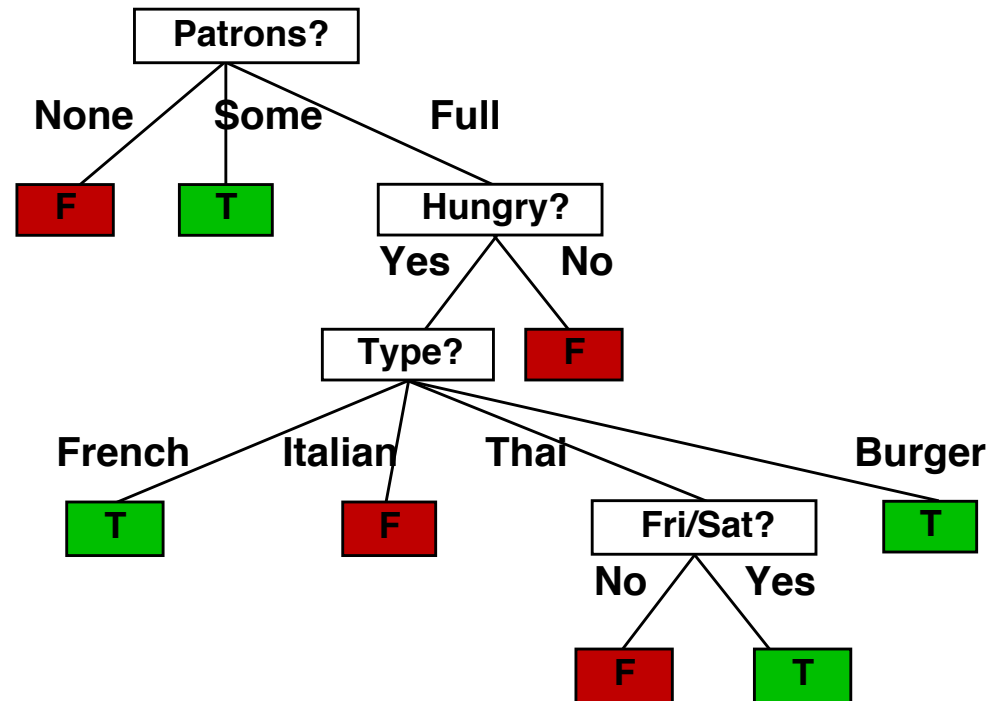 Patrons?
None Some Full
F T Hungry?
Yes No
Type? F
French Italian Thai Burger
T F Fri/Sat? T
No Yes
F T